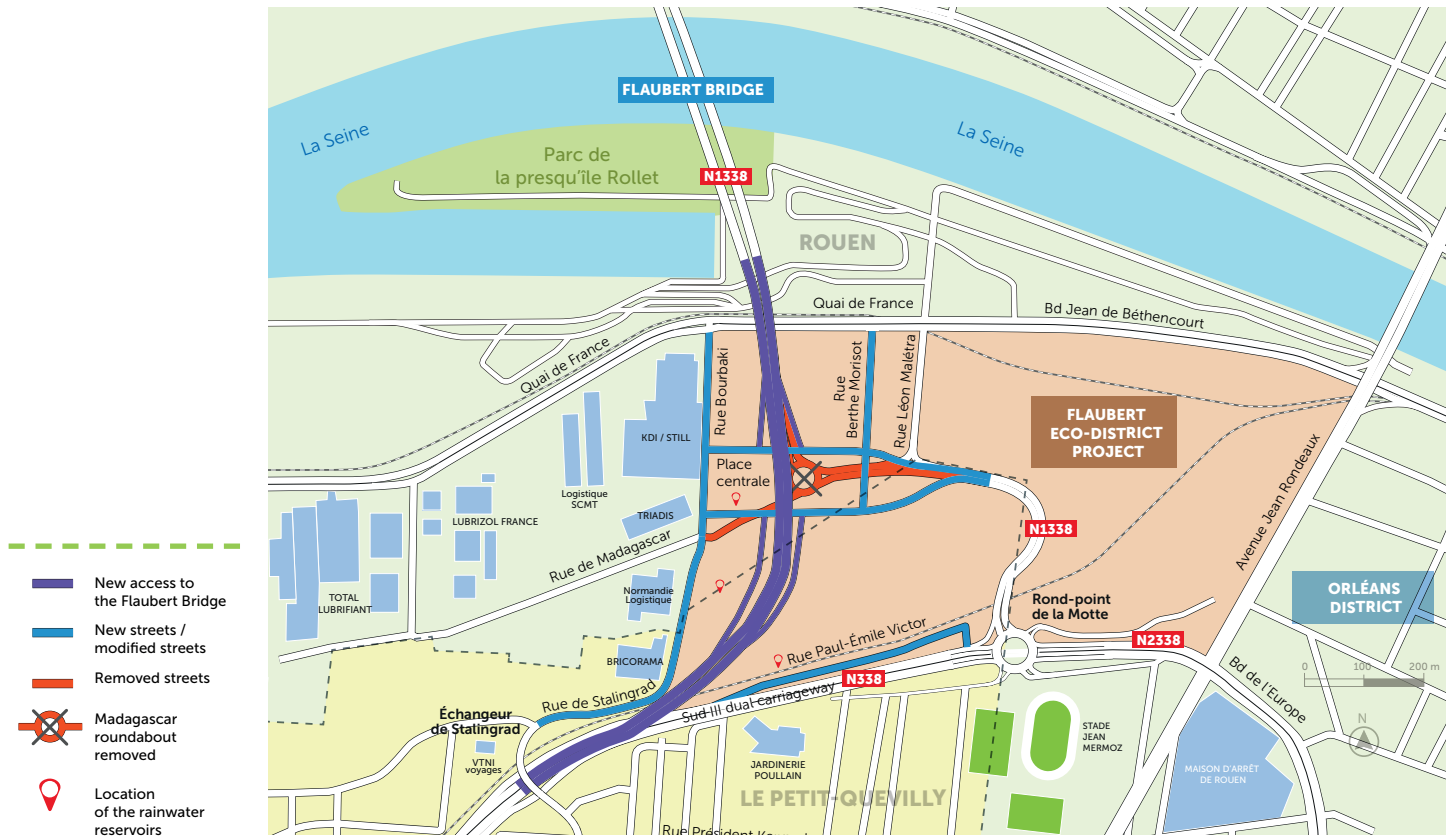 FLAUBERT BRIDGE
La Seine
La Seine
Parc de
la presqu'île Rollet
N1338
ROUEN
Quai de France
Bd Jean de Béthencourt
Quai de France
Rue Bourbaki
Rue
Berthe Morisot
Rue Léon Malétra
FLAUBERT
ECO-DISTRICT
PROJECT
KDI / STILL
Place
centrale
Logistique
SCMT
TRIADIS
LUBRIZOL FRANCE
Rue de Madagascar
N1338
Avenue Jean Rondeaux
TOTAL
LUBRIFIANT
Normandie
Logistique
Rond-point
de la Motte
ORLÉANS
DISTRICT
BRICORAMA
Rue Paul-Émile Victor
N2338
N338
Rue de Stalingrad
Sud III dual carriageway
Bd de l'Europe
0 100 200 m
N
Échangeur
de Stalingrad
VTNI
voyages
JARDINERIE
POULLAIN
STADE
JEAN
MERMOZ
MAISON D'ARRÊT
DE ROUEN
LE PETIT-QUEVILLY
Rue Président
New access to
the Flaubert Bridge
New streets /
modified streets
Removed streets
Madagascar
roundabout
removed
Location
of the rainwater
reservoirs